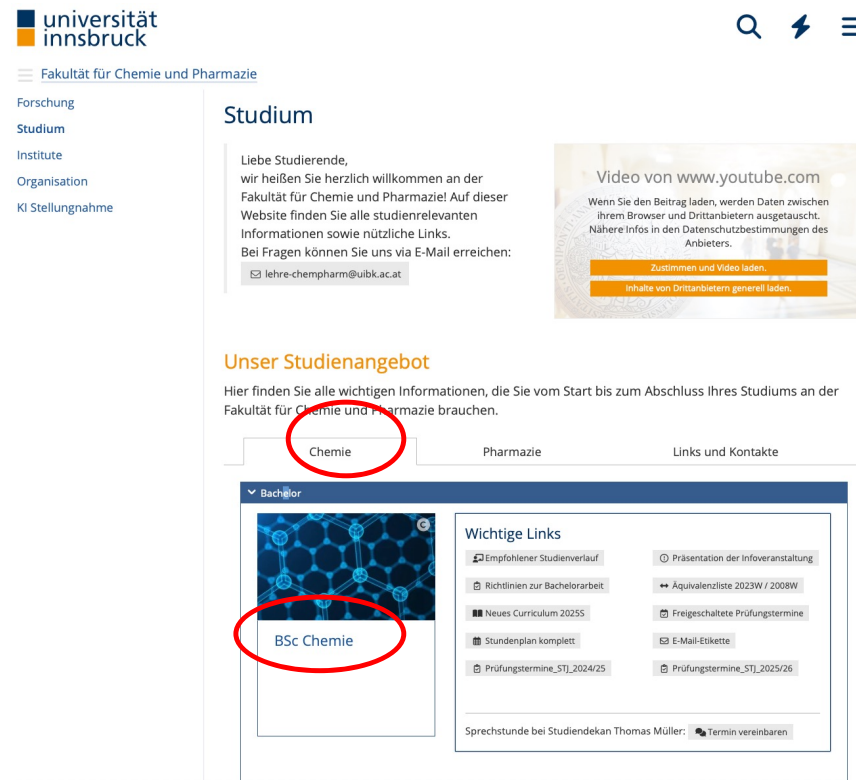 universität
innsbruck
Fakultät für Chemie und Pharmazie
Forschung
Studium
Institute
Organisation
KI Stellungnahme
Studium
Liebe Studierende,
wir heißen Sie herzlich willkommen an der
Fakultät für Chemie und Pharmazie! Auf dieser
Website finden Sie alle studienrelevanten
Informationen sowie nützliche Links.
Bei Fragen können Sie uns via E-Mail erreichen:
lehre-chempharm@uibk.ac.at
Video von www.youtube.com
Wenn Sie den Beitrag laden, werden Daten zwischen
ihrem Browser und Drittanbietern ausgetauscht.
Nähere Infos in den Datenschutzbestimmungen des
Anbieters.
Zustimmen und Video laden.
Inhalte von Drittanbietern generell laden.
Unser Studienangebot
Hier finden Sie alle wichtigen Informationen, die Sie vom Start bis zum Abschluss Ihres Studiums an der
Fakultät für Chemie und Pharmazie brauchen.
Chemie
Pharmazie
Links und Kontakte
Bachelor
C
BSc Chemie
Wichtige Links
Empfohlener Studienverlauf
Präsentation der Infoveranstaltung
Richtlinien zur Bachelorarbeit
Äquivalenzliste 2023W / 2008W
Neues Curriculum 2025S
Freigeschaltete Prüfungstermine
Stundenplan komplett
E-Mail-Etikette
Prüfungstermine_STJ_2024/25
Prüfungstermine_STJ_2025/26
Sprechstunde bei Studiendekan Thomas Müller: Termin vereinbaren